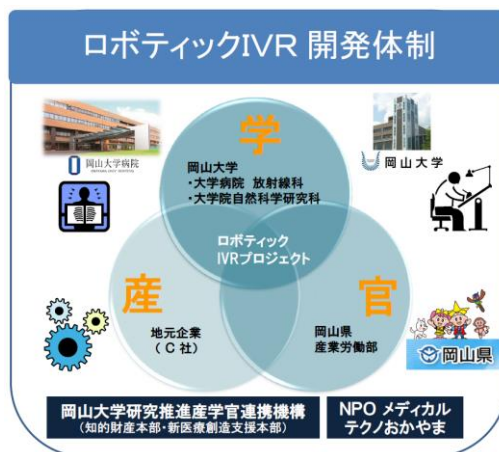 ロボティックIVR 開発体制
学
岡山大学病院
OKAYAMA UNIV. HOSPITAL
岡山大学
岡山大学
・大学病院 放射線科
・大学院自然科学研究科
ロボティック
IVRプロジェクト
産
地元企業
（ C 社）
官
岡山県
産業労働部
岡山県
岡山大学研究推進産学官連携機構
（知的財産本部・新医療創造支援本部）
NPO メディカル
テクノおかやま